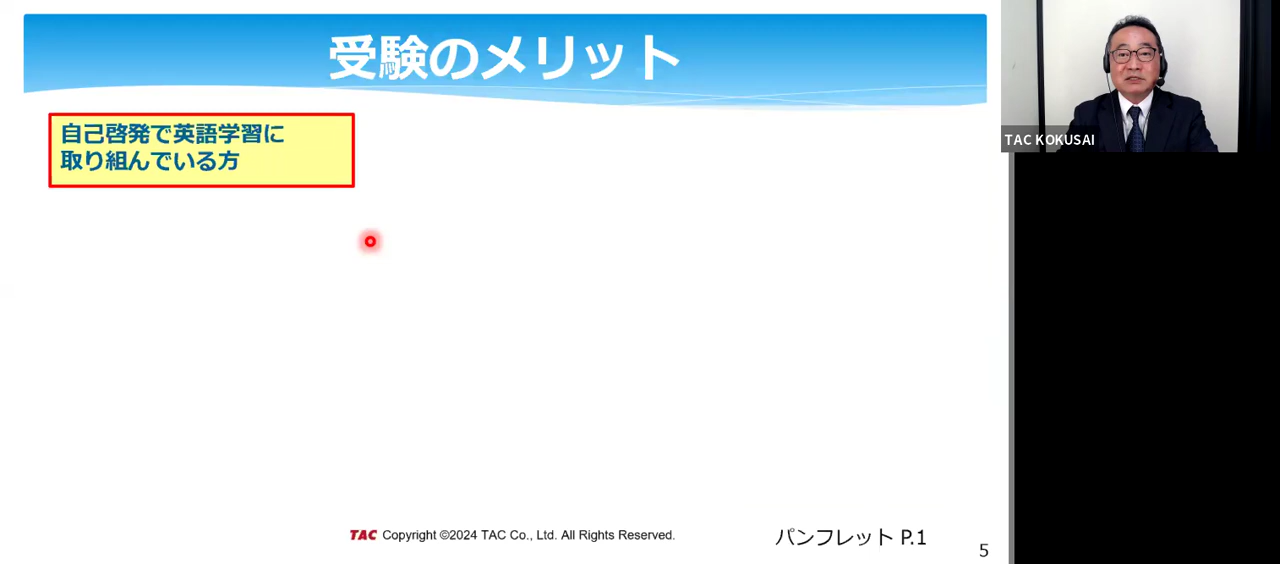 受験のメリット
自己啓発で英語学習に
取り組んでいる方
TAC KOKUSAI
TAC Copyright ©2024 TAC Co., Ltd. All Rights Reserved.
パンフレット P.1
5